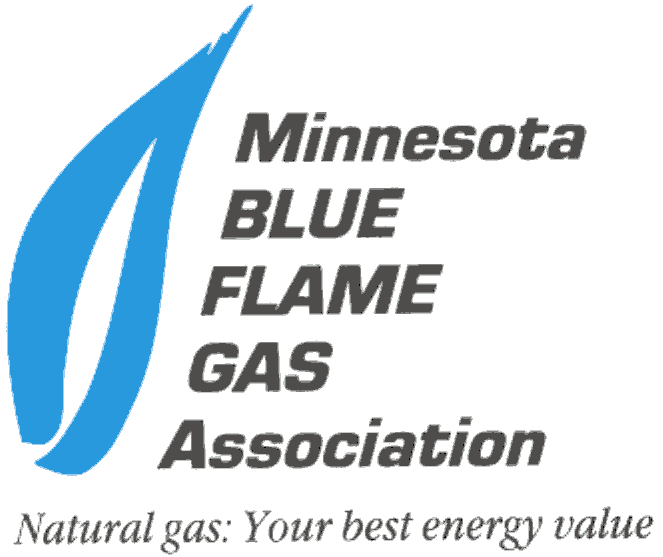 Minnesota
BLUE
FLAME
GAS
Association
Natural gas: Your best energy value